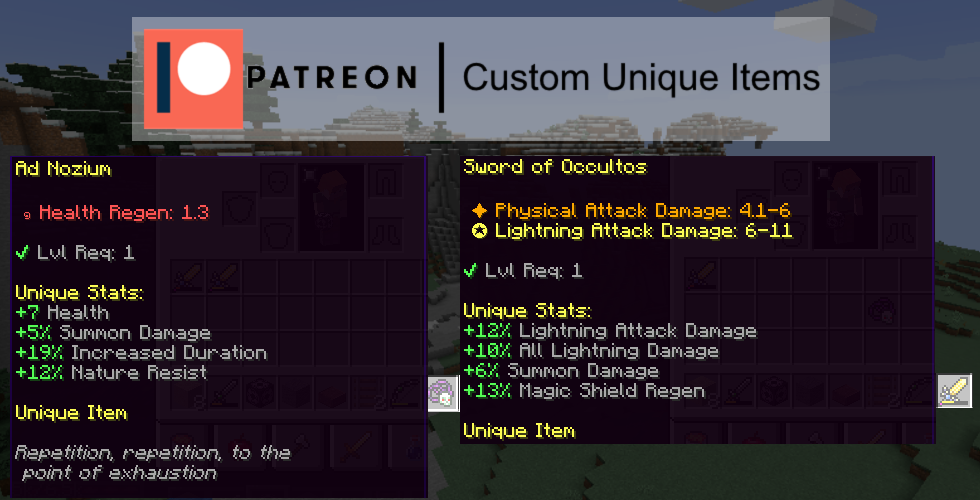 PATREON | Custom Unique Items
Ad Nozium
Health Regen: 1.3
✓ Lvl Req: 1
Unique Stats:
+7 Health
+5% Summon Damage
+19% Increased Duration
+12% Nature Resist
Unique Item
Repetition, repetition, to the
point of exhaustion
Sword of Occultos
Physical Attack Damage: 4.1-6
Lightning Attack Damage: 6-11
✓ Lvl Req: 1
Unique Stats:
+12% Lightning Attack Damage
+10% All Lightning Damage
+6% Summon Damage
+13% Magic Shield Regen
Unique Item